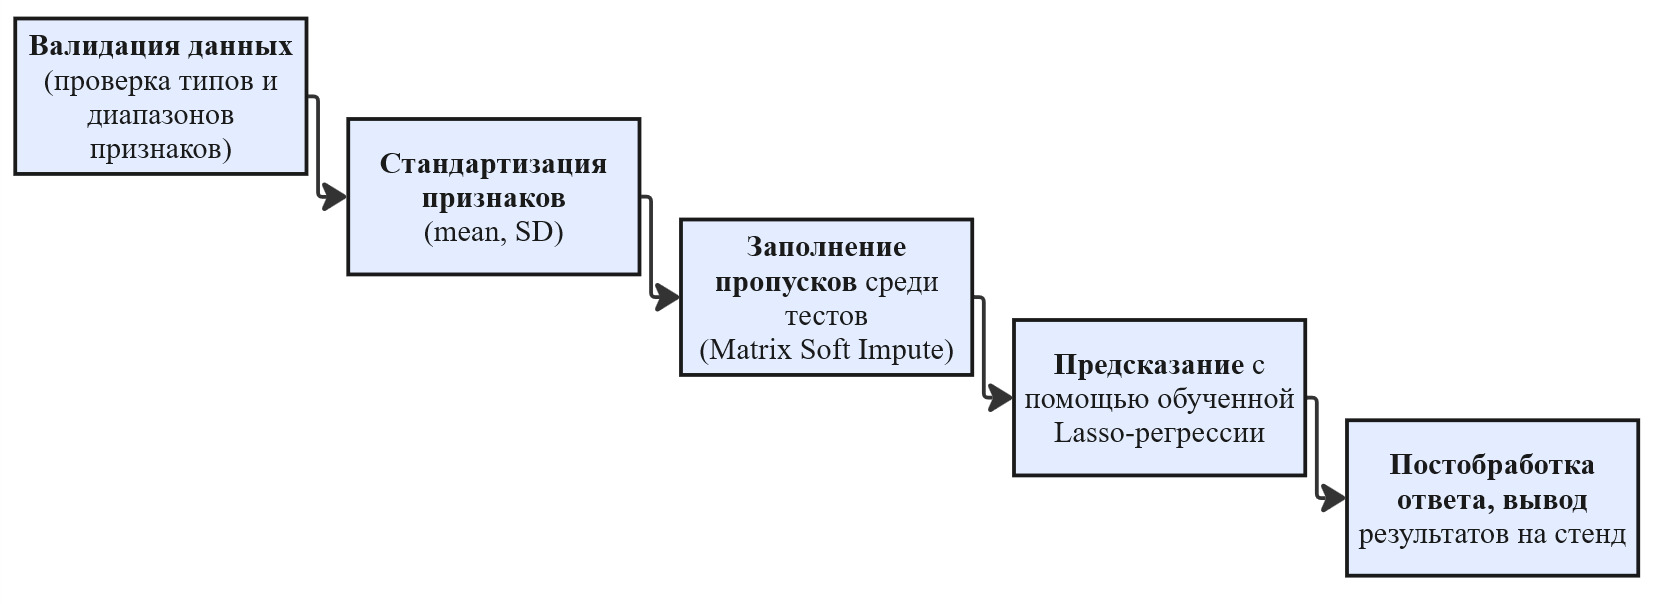 Валидация данных
(проверка типов и
диапазонов
признаков)
Стандартизация
признаков
(mean, SD)
Заполнение
пропусков среди
тестов
(Matrix Soft Impute)
Предсказание с
помощью обученной
Lasso-регрессии
Постобработка
ответа, вывод
результатов на стенд